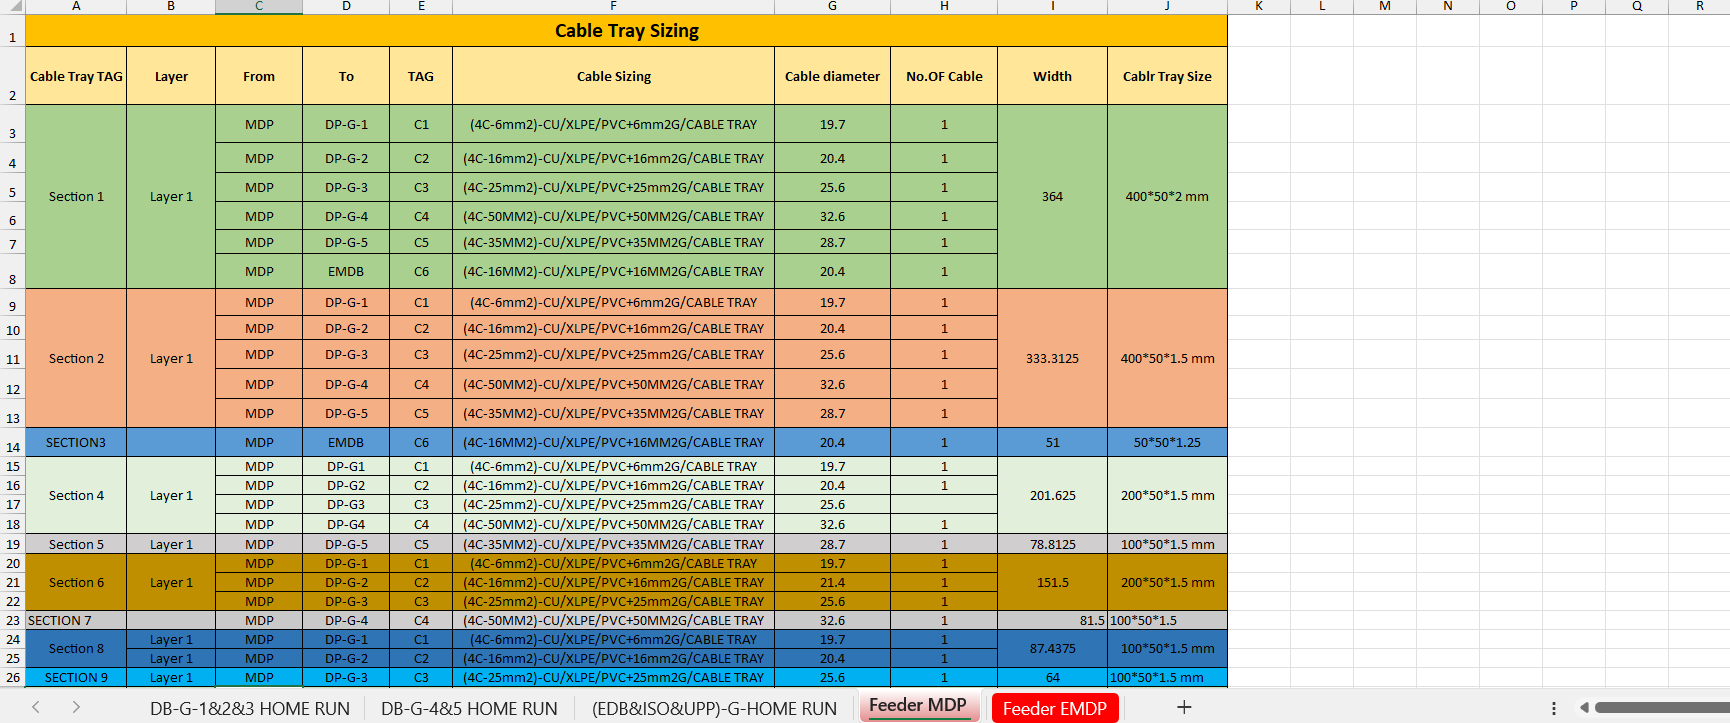 A B C D E F G H I J K L M N O P Q R
1 Cable Tray Sizing
2 Cable Tray TAG Layer From To TAG Cable Sizing Cable diameter No.OF Cable Width Cablr Tray Size
3 MDP DP-G-1 C1 (4C-6mm2)-CU/XLPE/PVC+6mm2G/CABLE TRAY 19.7 1
4 MDP DP-G-2 C2 (4C-16mm2)-CU/XLPE/PVC+16mm2G/CABLE TRAY 20.4 1
5 MDP DP-G-3 C3 (4C-25mm2)-CU/XLPE/PVC+25mm2G/CABLE TRAY 25.6 1
Section 1 Layer 1 364 400*50*2 mm
6 MDP DP-G-4 C4 (4C-50MM2)-CU/XLPE/PVC+50MM2G/CABLE TRAY 32.6 1
7 MDP DP-G-5 C5 (4C-35MM2)-CU/XLPE/PVC+35MM2G/CABLE TRAY 28.7 1
8 MDP EMDB C6 (4C-16MM2)-CU/XLPE/PVC+16MM2G/CABLE TRAY 20.4 1
9 MDP DP-G-1 C1 (4C-6mm2)-CU/XLPE/PVC+6mm2G/CABLE TRAY 19.7 1
10 MDP DP-G-2 C2 (4C-16mm2)-CU/XLPE/PVC+16mm2G/CABLE TRAY 20.4 1
11 Section 2 Layer 1 MDP DP-G-3 C3 (4C-25mm2)-CU/XLPE/PVC+25mm2G/CABLE TRAY 25.6 1 333.3125 400*50*1.5 mm
12 MDP DP-G-4 C4 (4C-50MM2)-CU/XLPE/PVC+50MM2G/CABLE TRAY 32.6 1
13 MDP DP-G-5 C5 (4C-35MM2)-CU/XLPE/PVC+35MM2G/CABLE TRAY 28.7 1
14 SECTION3 MDP EMDB C6 (4C-16MM2)-CU/XLPE/PVC+16MM2G/CABLE TRAY 20.4 1 51 50*50*1.25
15 MDP DP-G1 C1 (4C-6mm2)-CU/XLPE/PVC+6mm2G/CABLE TRAY 19.7 1
16 MDP DP-G2 C2 (4C-16mm2)-CU/XLPE/PVC+16mm2G/CABLE TRAY 20.4 1
Section 4 Layer 1 201.625 200*50*1.5 mm
17 MDP DP-G3 C3 (4C-25mm2)-CU/XLPE/PVC+25mm2G/CABLE TRAY 25.6
18 MDP DP-G4 C4 (4C-50MM2)-CU/XLPE/PVC+50MM2G/CABLE TRAY 32.6 1
19 Section 5 Layer 1 MDP DP-G-5 C5 (4C-35MM2)-CU/XLPE/PVC+35MM2G/CABLE TRAY 28.7 1 78.8125 100*50*1.5 mm
20 MDP DP-G-1 C1 (4C-6mm2)-CU/XLPE/PVC+6mm2G/CABLE TRAY 19.7 1
21 Section 6 Layer 1 MDP DP-G-2 C2 (4C-16mm2)-CU/XLPE/PVC+16mm2G/CABLE TRAY 21.4 1 151.5 200*50*1.5 mm
22 MDP DP-G-3 C3 (4C-25mm2)-CU/XLPE/PVC+25mm2G/CABLE TRAY 25.6 1
23 SECTION 7 MDP DP-G-4 C4 (4C-50MM2)-CU/XLPE/PVC+50MM2G/CABLE TRAY 32.6 1 81.5 100*50*1.5
24 Layer 1 MDP DP-G-1 C1 (4C-6mm2)-CU/XLPE/PVC+6mm2G/CABLE TRAY 19.7 1
Section 8 87.4375 100*50*1.5 mm
25 Layer 1 MDP DP-G-2 C2 (4C-16mm2)-CU/XLPE/PVC+16mm2G/CABLE TRAY 20.4 1
26 SECTION 9 Layer 1 MDP DP-G-3 C3 (4C-25mm2)-CU/XLPE/PVC+25mm2G/CABLE TRAY 25.6 1 64 100*50*1.5 mm
DB-G-1&2&3 HOME RUN DB-G-4&5 HOME RUN (EDB&ISO&UPP)-G-HOME RUN Feeder MDP Feeder EMDP +